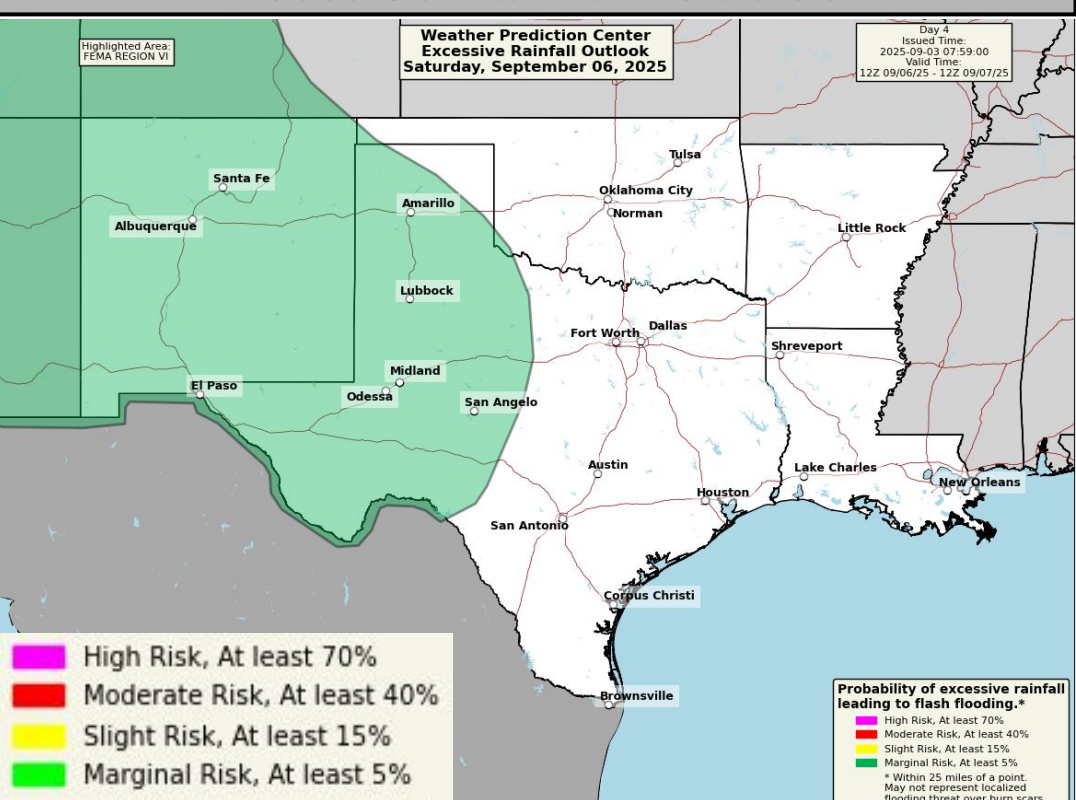 Highlighted Area:
FEMA REGION VI
Weather Prediction Center
Excessive Rainfall Outlook
Saturday, September 06, 2025
Day 4
Issued Time:
2025-09-03 07:59:00
Valid Time:
12Z 09/06/25 - 12Z 09/07/25
Tulsa
Santa Fe
Oklahoma City
Amarillo
Norman
Albuquerque
Little Rock
Lubbock
Fort Worth
Dallas
Shreveport
Midland
El Paso
Odessa
San Angelo
Austin
Lake Charles
New Orleans
Houston
San Antonio
Corpus Christi
Brownsville
High Risk, At least 70%
Moderate Risk, At least 40%
Slight Risk, At least 15%
Marginal Risk, At least 5%
Probability of excessive rainfall
leading to flash flooding.*
High Risk, At least 70%
Moderate Risk, At least 40%
Slight Risk, At least 15%
Marginal Risk, At least 5%
* Within 25 miles of a point.
May not represent localized
flooding threat over burn scars